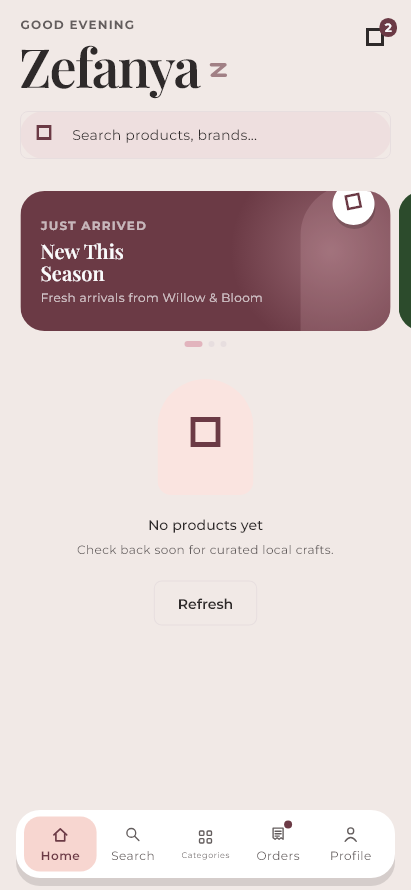 GOOD EVENING
2
Zefanya
Search products, brands...
JUST ARRIVED
New This
Season
Fresh arrivals from Willow & Bloom
No products yet
Check back soon for curated local crafts.
Refresh
Home
Search
Categories
Orders
Profile